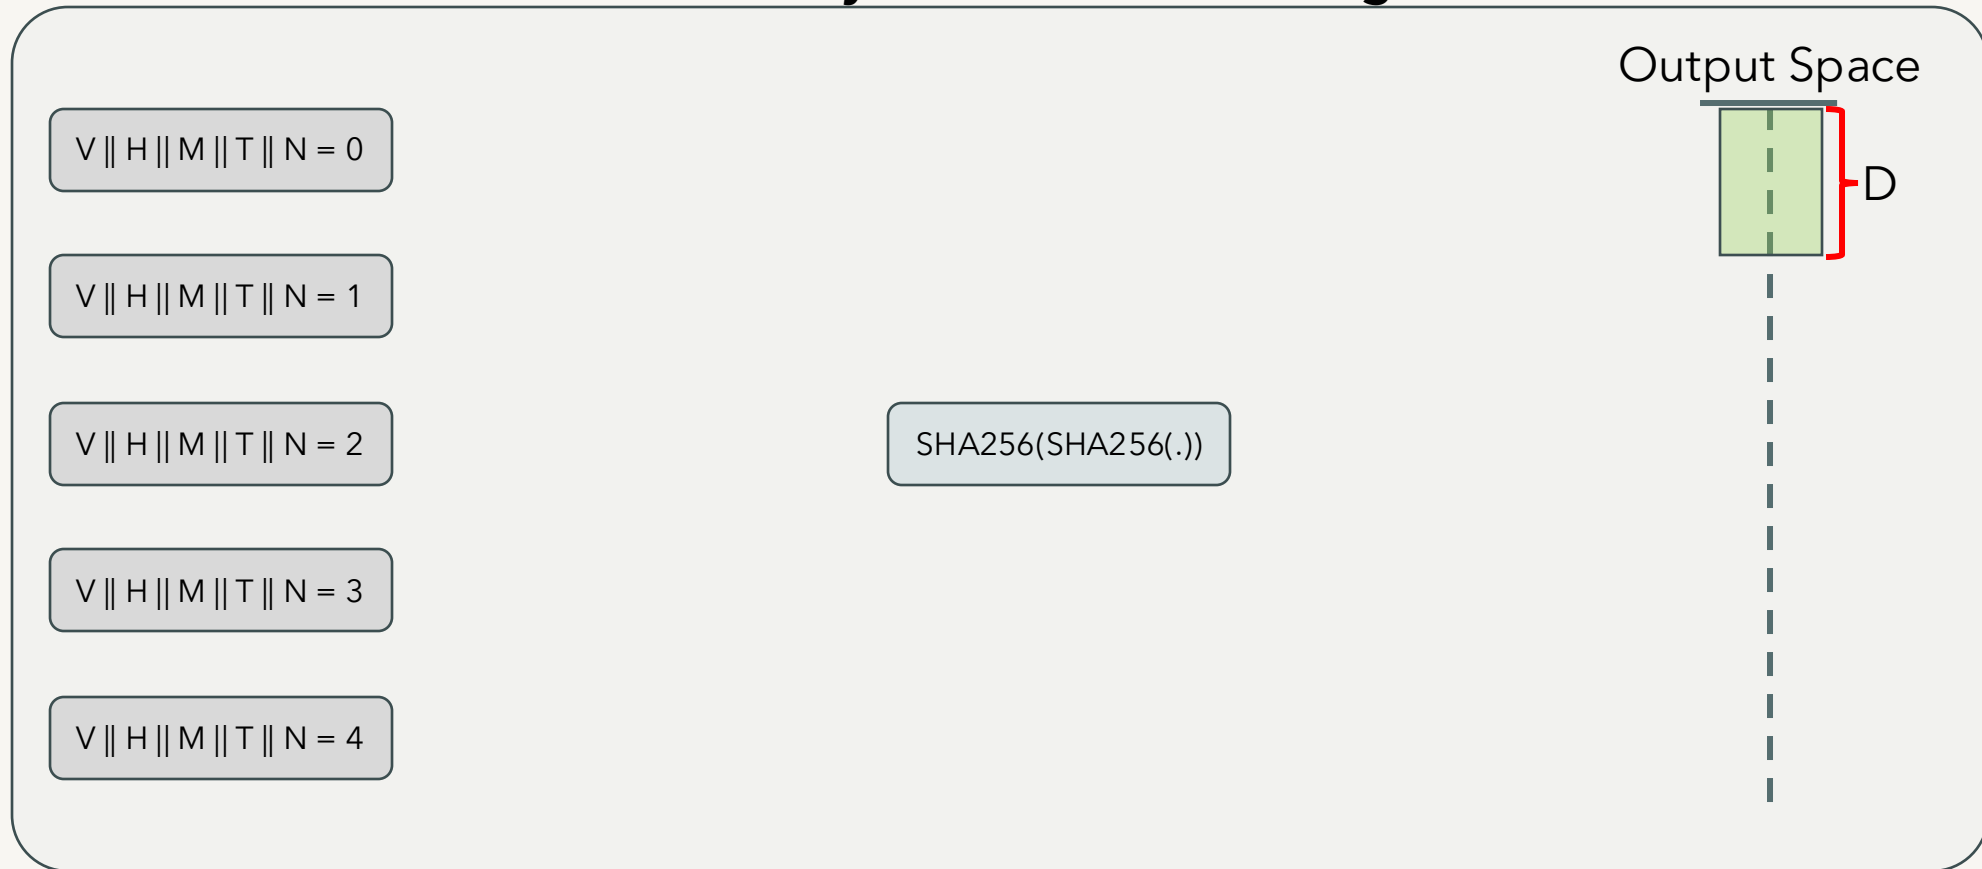 Output Space
V || H || M || T || N = 0
D
V || H || M || T || N = 1
V || H || M || T || N = 2
SHA256(SHA256(.))
V || H || M || T || N = 3
V || H || M || T || N = 4